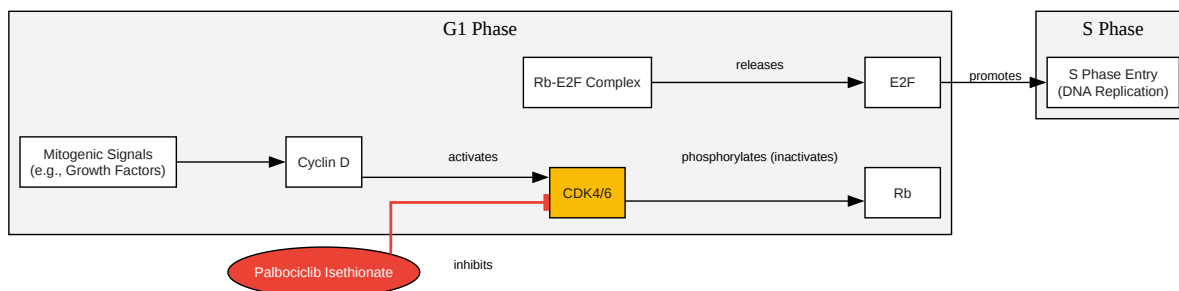 G1 Phase
S Phase
Rb-E2F Complex
releases
E2F
promotes
S Phase Entry
(DNA Replication)
Mitogenic Signals
(e.g., Growth Factors)
Cyclin D
activates
CDK4/6
phosphorylates (inactivates)
Rb
Palbociclib Isethionate
inhibits